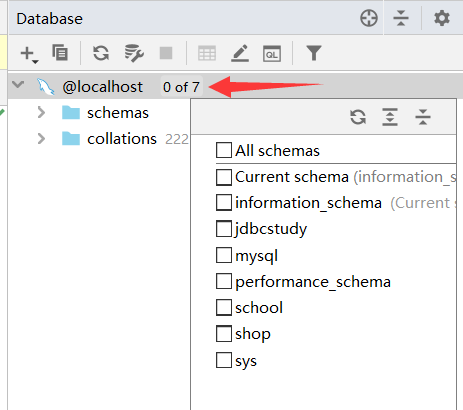 Database
QL
@localhost 0 of 7
schemas
collations 222
All schemas
Current schema (information_s
information_schema (Current s
jdbcstudy
mysql
performance_schema
school
shop
sys